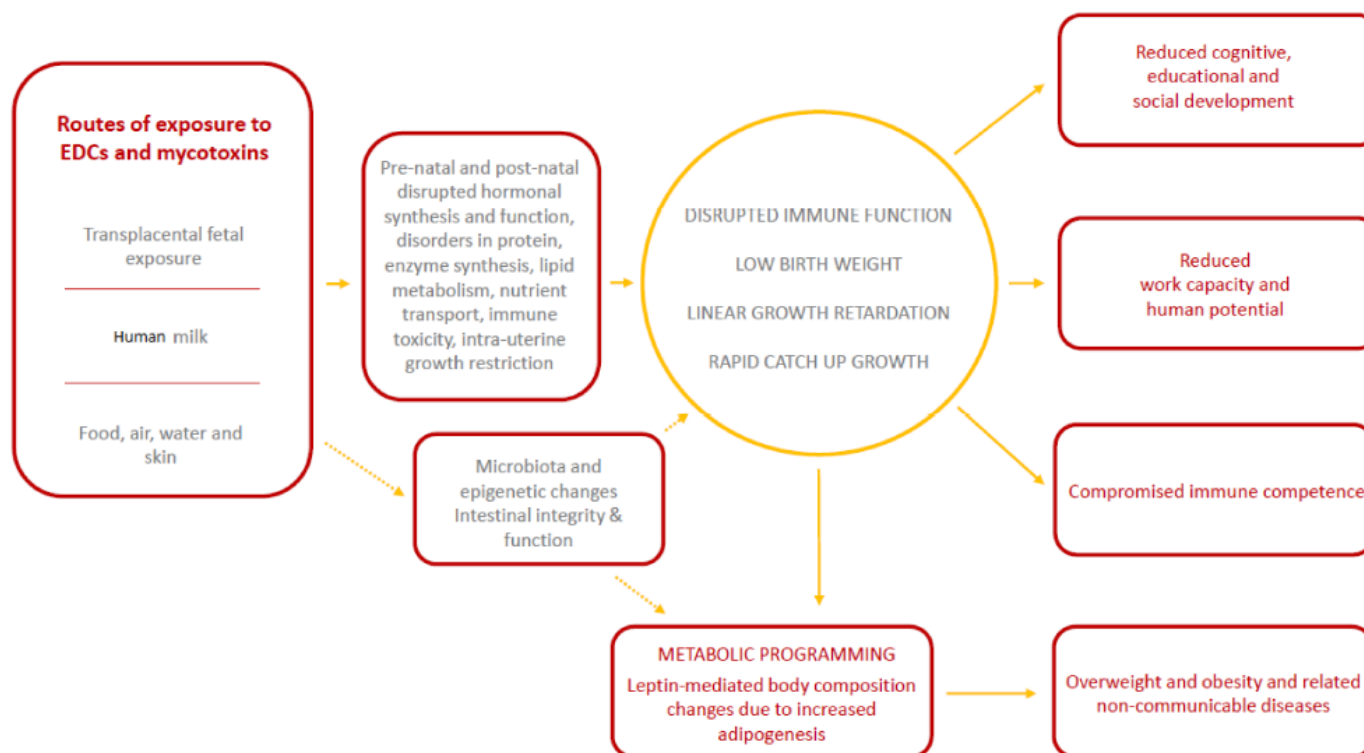 Routes of exposure to
EDCs and mycotoxins
Transplacental fetal
exposure
Human milk
Food, air, water and
skin
Pre-natal and post-natal
disrupted hormonal
synthesis and function,
disorders in protein,
enzyme synthesis, lipid
metabolism, nutrient
transport, immune
toxicity, intra-uterine
growth restriction
Microbiota and
epigenetic changes
Intestinal integrity &
function
DISRUPTED IMMUNE FUNCTION
LOW BIRTH WEIGHT
LINEAR GROWTH RETARDATION
RAPID CATCH UP GROWTH
METABOLIC PROGRAMMING
Leptin-mediated body composition
changes due to increased
adipogenesis
Reduced cognitive,
educational and
social development
Reduced
work capacity and
human potential
Compromised immune competence
Overweight and obesity and related
non-communicable diseases